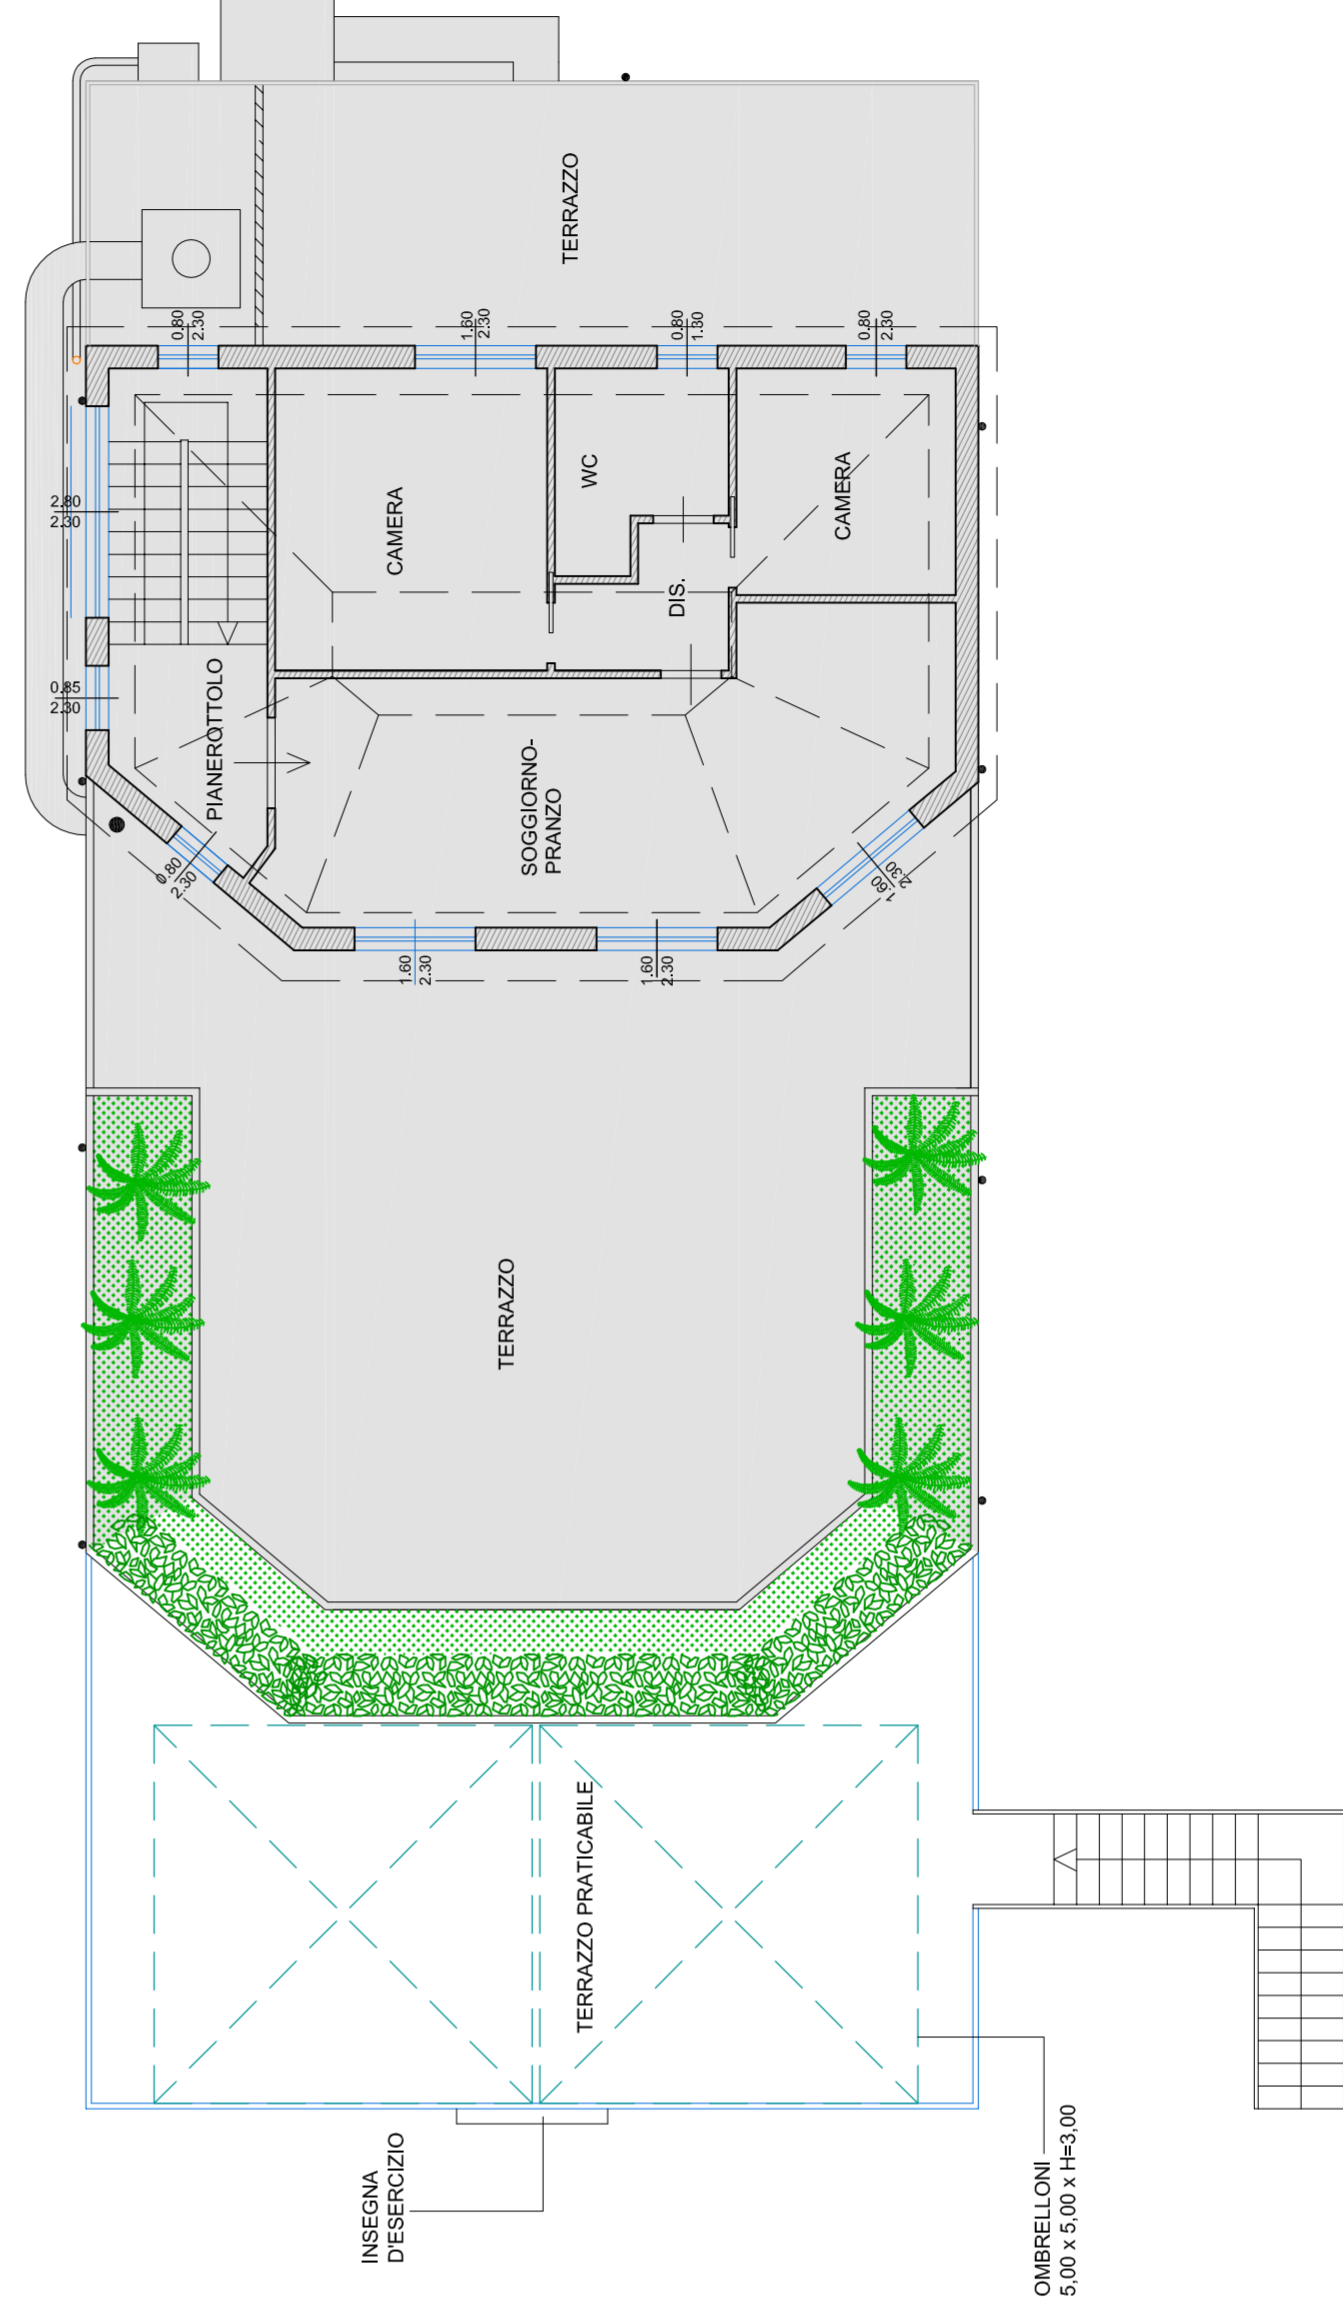 TERRAZZO
0.80
2.30
1.60
2.30
0.80
1.30
0.80
2.30
2.80
2.30
0.85
2.30
CAMERA
WC
CAMERA
DIS.
PIANEROTTOLO
SOGGIORNO-
PRANZO
0.80
2.30
1.60
2.30
1.60
2.30
1.60
2.30
TERRAZZO
TERRAZZO PRATICABILE
INSEGNA
D'ESERCIZIO
OMBRELLONI
5,00 x 5,00 x H=3,00